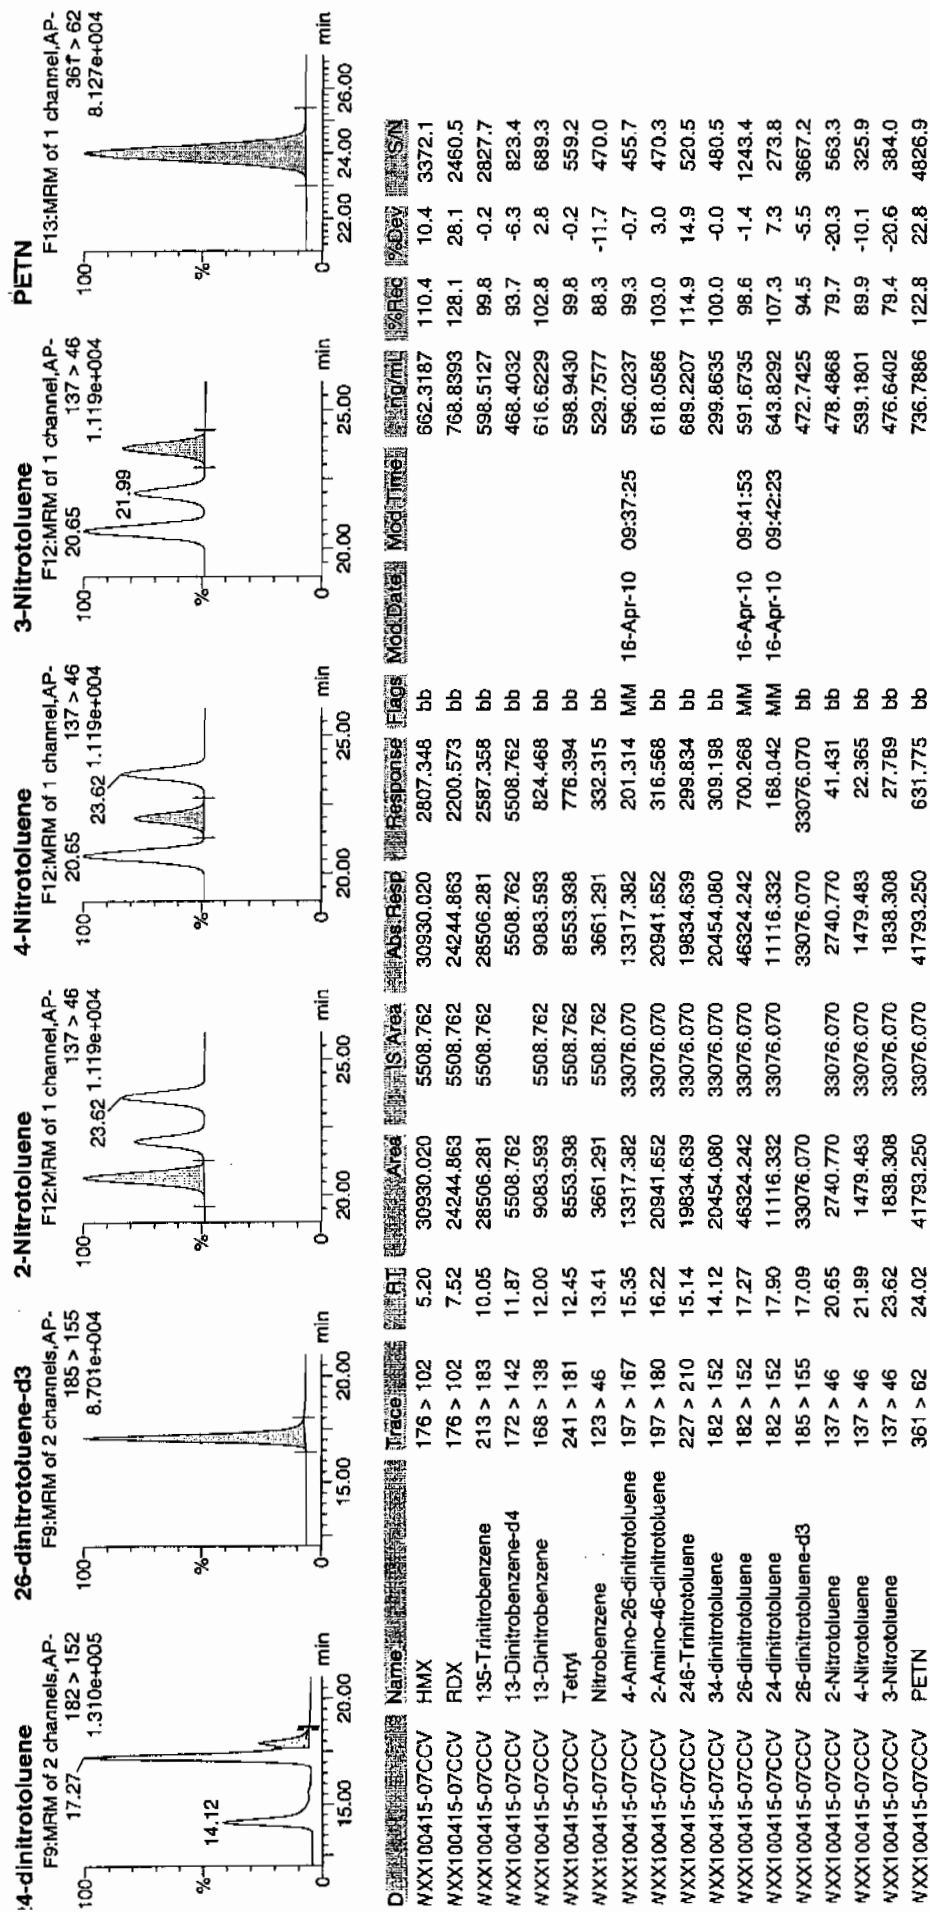 24-dinitrotoluene
F9:MRM of 2 channels,AP-
182 > 152
1.310e+005
17.27
14.12
100
%
0
15.00 20.00 min
26-dinitrotoluene-d3
F9:MRM of 2 channels,AP-
185 > 155
8.701e+004
100
%
0
15.00 20.00 min
2-Nitrotoluene
F12:MRM of 1 channel,AP-
137 > 46
1.119e+004
20.65
23.62
100
%
0
20.00 25.00 min
4-Nitrotoluene
F12:MRM of 1 channel,AP-
137 > 46
1.119e+004
20.65
23.62
100
%
0
20.00 25.00 min
3-Nitrotoluene
F12:MRM of 1 channel,AP-
137 > 46
1.119e+004
20.65
21.99
100
%
0
20.00 25.00 min
PETN
F13:MRM of 1 channel,AP-
361 > 62
8.127e+004
100
%
0
22.00 24.00 26.00 min
D Name Trace RT Area IS Area Abs.Resp Response Flags Mod.Date Mod.Time ng/mL %Rec %Dev S/N
WXX100415-07CCV HMX 176 > 102 5.20 30930.020 5508.762 30930.020 2807.348 bb 662.3187 110.4 10.4 3372.1
WXX100415-07CCV RDX 176 > 102 7.52 24244.863 5508.762 24244.863 2200.573 bb 768.8393 128.1 28.1 2460.5
WXX100415-07CCV 135-Trinitrobenzene 213 > 183 10.05 28506.281 5508.762 28506.281 2587.358 bb 598.5127 99.8 -0.2 2827.7
WXX100415-07CCV 13-Dinitrobenzene-d4 172 > 142 11.87 5508.762 5508.762 5508.762 bb 468.4032 93.7 -6.3 823.4
WXX100415-07CCV 13-Dinitrobenzene 168 > 138 12.00 9083.593 5508.762 9083.593 824.468 bb 616.6229 102.8 2.8 689.3
WXX100415-07CCV Tetryl 241 > 181 12.45 8553.938 5508.762 8553.938 776.394 bb 598.9430 99.8 -0.2 559.2
WXX100415-07CCV Nitrobenzene 123 > 46 13.41 3661.291 5508.762 3661.291 332.315 bb 529.7577 88.3 -11.7 470.0
WXX100415-07CCV 4-Amino-26-dinitrotoluene 197 > 167 15.35 13317.382 33076.070 13317.382 201.314 MM 16-Apr-10 09:37:25 596.0237 99.3 -0.7 455.7
WXX100415-07CCV 2-Amino-46-dinitrotoluene 197 > 180 16.22 20941.652 33076.070 20941.652 316.568 bb 618.0586 103.0 3.0 470.3
WXX100415-07CCV 246-Trinitrotoluene 227 > 210 15.14 19834.639 33076.070 19834.639 299.834 bb 689.2207 114.9 14.9 520.5
WXX100415-07CCV 34-dinitrotoluene 182 > 152 14.12 20454.080 33076.070 20454.080 309.198 bb 299.8635 100.0 -0.0 480.5
WXX100415-07CCV 26-dinitrotoluene 182 > 152 17.27 46324.242 33076.070 46324.242 700.268 MM 16-Apr-10 09:41:53 591.6735 98.6 -1.4 1243.4
WXX100415-07CCV 24-dinitrotoluene 182 > 152 17.90 11116.332 33076.070 11116.332 168.042 MM 16-Apr-10 09:42:23 643.8292 107.3 7.3 273.8
WXX100415-07CCV 26-dinitrotoluene-d3 185 > 155 17.09 33076.070 33076.070 33076.070 bb 472.7425 94.5 -5.5 3667.2
WXX100415-07CCV 2-Nitrotoluene 137 > 46 20.65 2740.770 33076.070 2740.770 41.431 bb 478.4868 79.7 -20.3 563.3
WXX100415-07CCV 4-Nitrotoluene 137 > 46 21.99 1479.483 33076.070 1479.483 22.365 bb 539.1801 89.9 -10.1 325.9
WXX100415-07CCV 3-Nitrotoluene 137 > 46 23.62 1838.308 33076.070 1838.308 27.789 bb 476.6402 79.4 -20.6 384.0
WXX100415-07CCV PETN 361 > 62 24.02 41793.250 33076.070 41793.250 631.775 bb 736.7886 122.8 22.8 4826.9